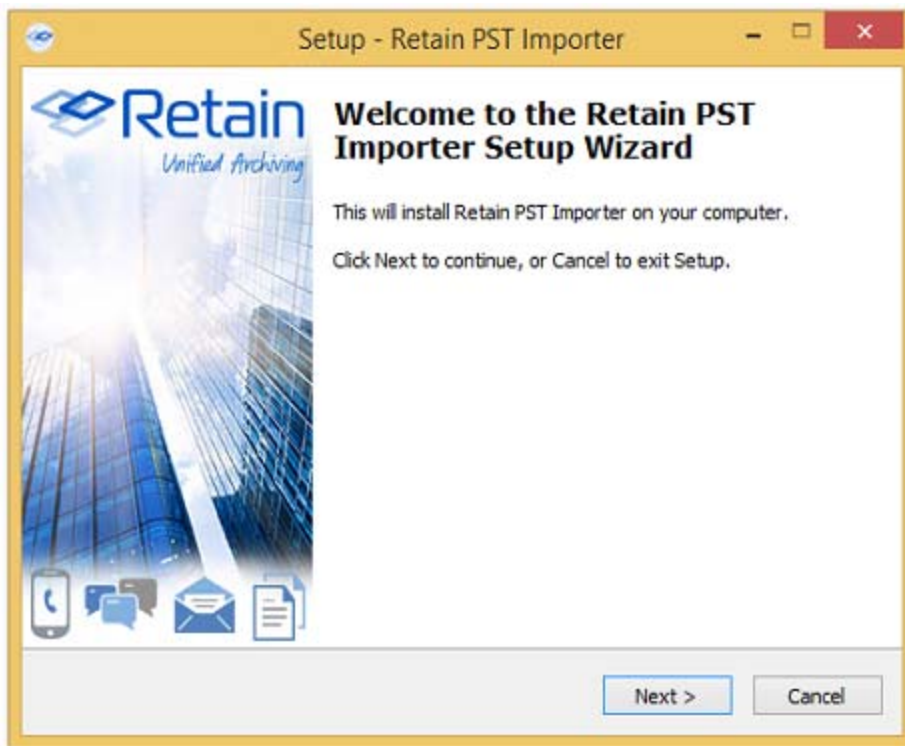 Setup - Retain PST Importer
Retain
Unified Archiving
Welcome to the Retain PST
Importer Setup Wizard
This will install Retain PST Importer on your computer.
Click Next to continue, or Cancel to exit Setup.
Next >
Cancel